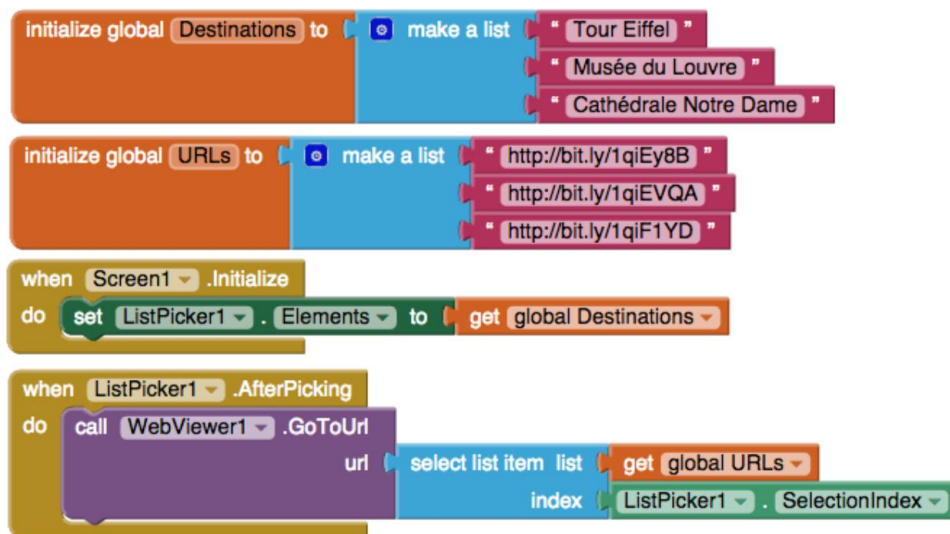 initialize global Destinations to make a list " Tour Eiffel "
" Musée du Louvre "
" Cathédrale Notre Dame "
initialize global URLs to make a list " http://bit.ly/1qiEy8B "
" http://bit.ly/1qiEVQA "
" http://bit.ly/1qiF1YD "
when Screen1 .Initialize
do set ListPicker1 . Elements to get global Destinations
when ListPicker1 .AfterPicking
do call WebViewer1 .GoToUrl
url select list item list get global URLs
index ListPicker1 . SelectionIndex